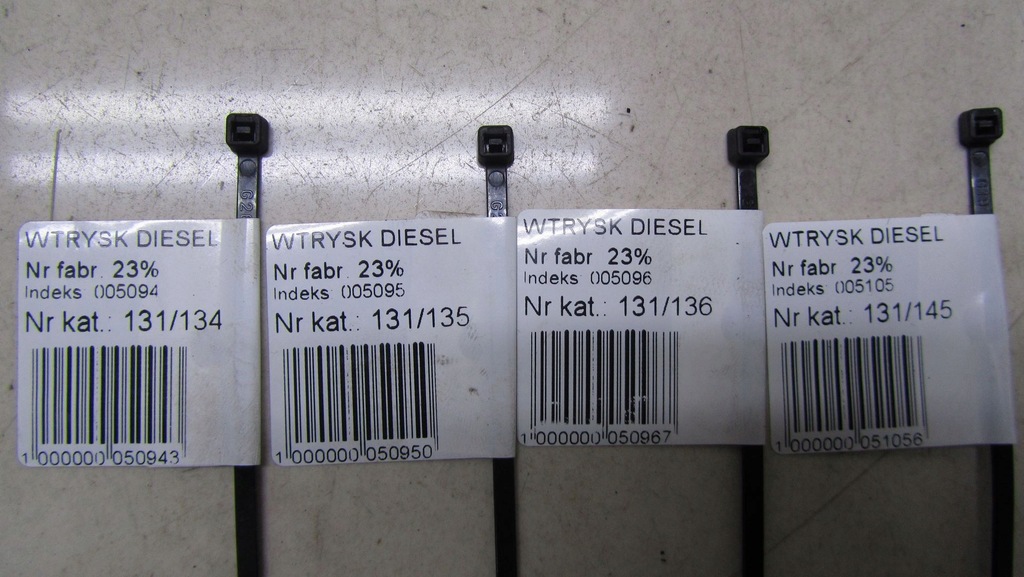 WTRYSK DIESEL
Nr fabr. 23%
Indeks 005094
Nr kat.: 131/134
1 000000 050943
WTRYSK DIESEL
Nr fabr. 23%
Indeks 005095
Nr kat.: 131/135
1 000000 050950
WTRYSK DIESEL
Nr fabr. 23%
Indeks 005096
Nr kat.: 131/136
1 000000 050967
WTRYSK DIESEL
Nr fabr 23%
Indeks 005105
Nr kat.: 131/145
1 000000 051056